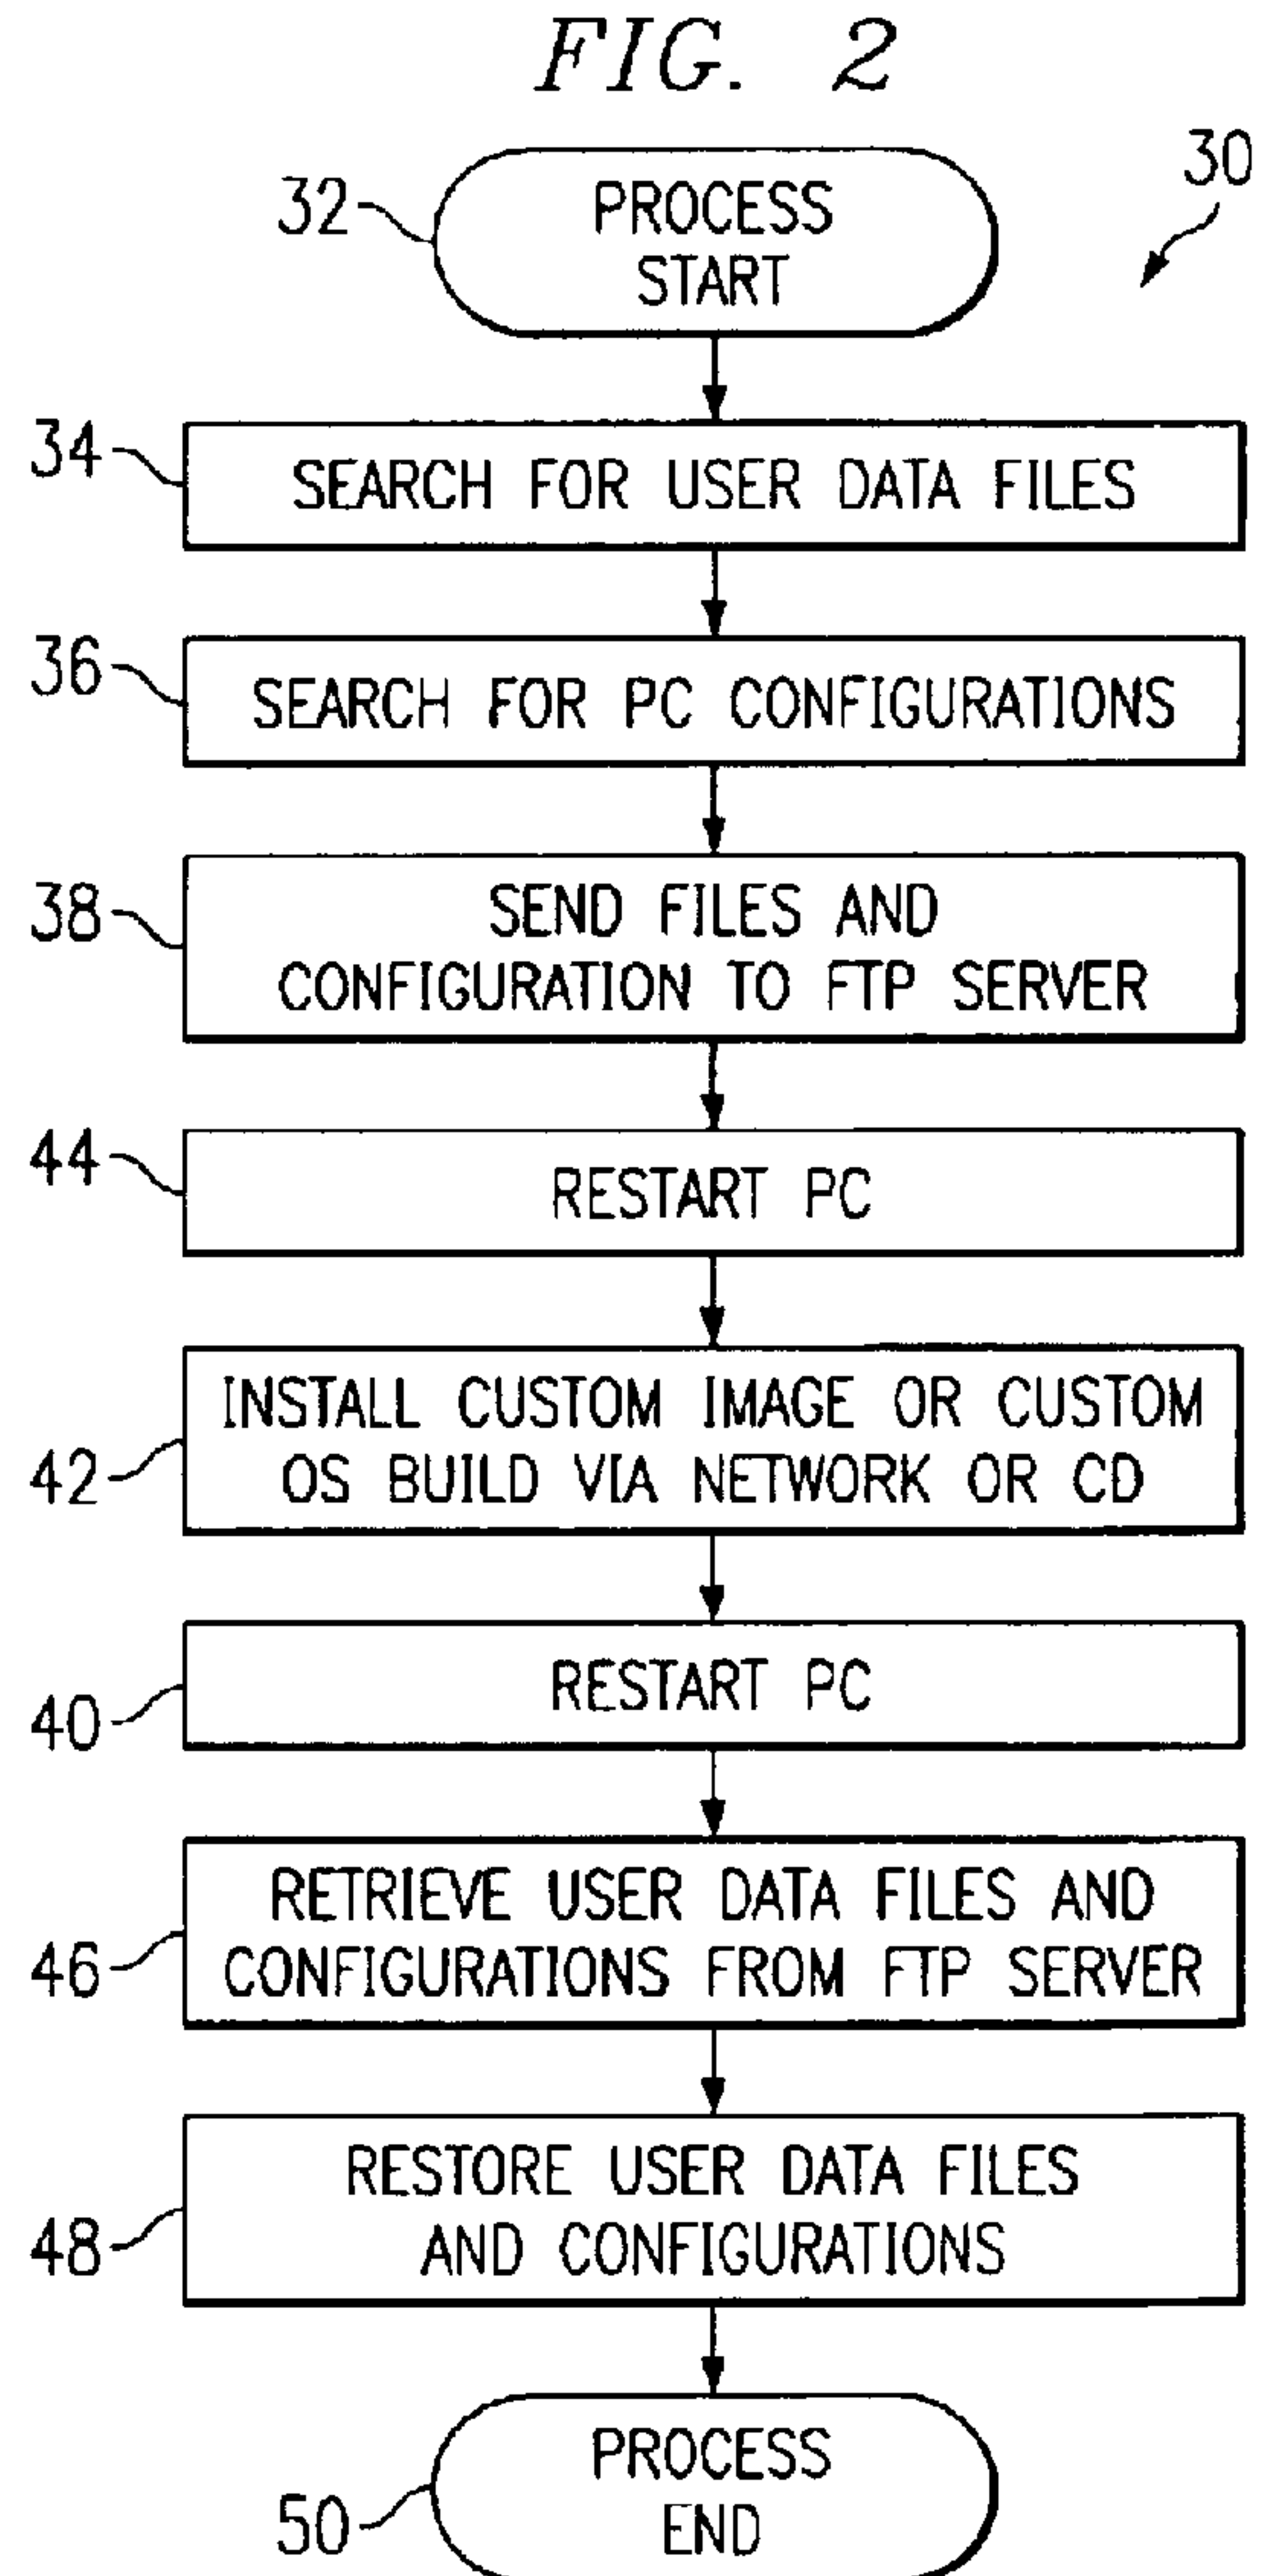 FIG. 2
30
32
PROCESS
START
34
SEARCH FOR USER DATA FILES
36
SEARCH FOR PC CONFIGURATIONS
38
SEND FILES AND
CONFIGURATION TO FTP SERVER
44
RESTART PC
42
INSTALL CUSTOM IMAGE OR CUSTOM
OS BUILD VIA NETWORK OR CD
40
RESTART PC
46
RETRIEVE USER DATA FILES AND
CONFIGURATIONS FROM FTP SERVER
48
RESTORE USER DATA FILES
AND CONFIGURATIONS
50
PROCESS
END